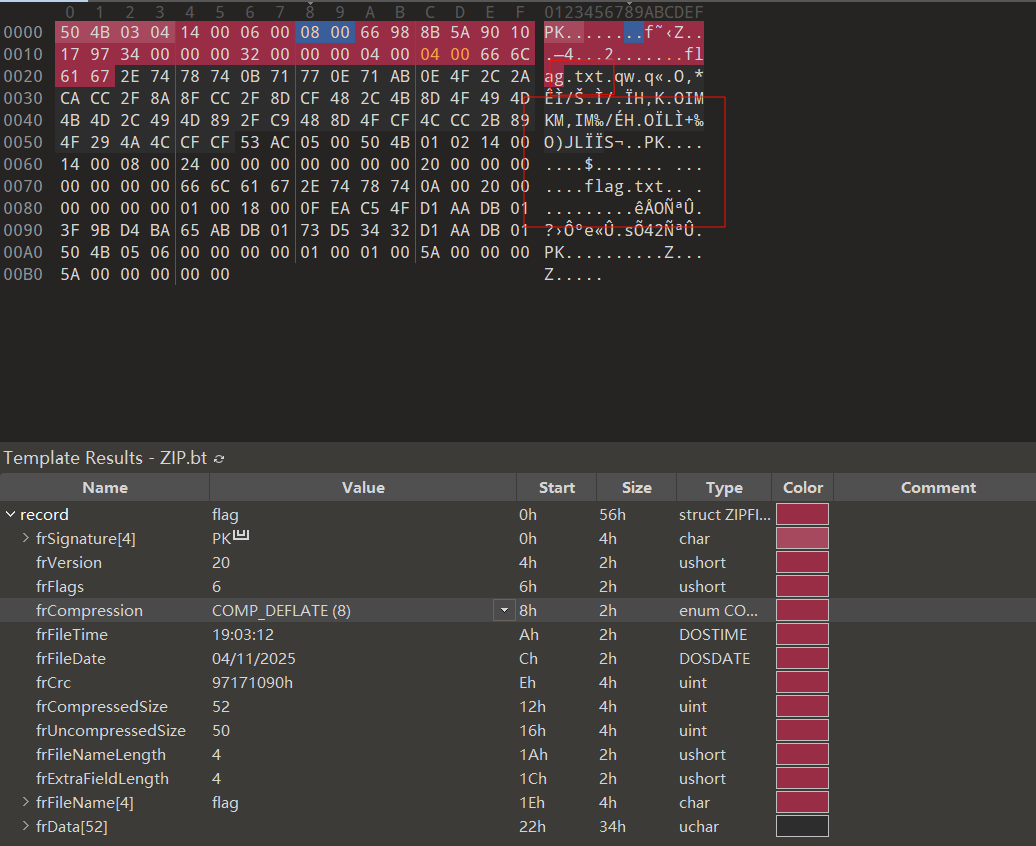 0 1 2 3 4 5 6 7 8 9 A B C D E F 0123456789ABCDEF
0000 50 4B 03 04 14 00 06 00 08 00 66 98 8B 5A 90 10 PK........f˜‹Z..
0010 17 97 34 00 00 00 32 00 00 00 04 00 04 00 66 6C .—4...2.......fl
0020 61 67 2E 74 78 74 0B 71 77 0E 71 AB 0E 4F 2C 2A ag.txt.qw.q«.O,*
0030 CA CC 2F 8A 8F CC 2F 8D CF 48 2C 4B 8D 4F 49 4D ÊÌ/Š.Ì/.ÏH,K.OIM
0040 4B 4D 2C 49 4D 89 2F C9 48 8D 4F CF 4C CC 2B 89 KM,IM‰/ÉH.OÏLÌ+‰
0050 4F 29 4A 4C CF CF 53 AC 05 00 50 4B 01 02 14 00 O)JLÏÏS¬..PK....
0060 14 00 08 00 24 00 00 00 00 00 00 00 20 00 00 00 ....$....... ...
0070 00 00 00 00 66 6C 61 67 2E 74 78 74 0A 00 20 00 ....flag.txt.. .
0080 00 00 00 00 01 00 18 00 0F EA C5 4F D1 AA DB 01 .........êÅOÑªÛ.
0090 3F 9B D4 BA 65 AB DB 01 73 D5 34 32 D1 AA DB 01 ?›Ôºe«Û.sÕ42ÑªÛ.
00A0 50 4B 05 06 00 00 00 00 01 00 01 00 5A 00 00 00 PK..........Z...
00B0 5A 00 00 00 00 00 Z.....
Template Results - ZIP.bt
Name Value Start Size Type Color Comment
record flag 0h 56h struct ZIPFI...
frSignature[4] PK 0h 4h char
frVersion 20 4h 2h ushort
frFlags 6 6h 2h ushort
frCompression COMP_DEFLATE (8) 8h 2h enum CO...
frFileTime 19:03:12 Ah 2h DOSTIME
frFileDate 04/11/2025 Ch 2h DOSDATE
frCrc 97171090h Eh 4h uint
frCompressedSize 52 12h 4h uint
frUncompressedSize 50 16h 4h uint
frFileNameLength 4 1Ah 2h ushort
frExtraFieldLength 4 1Ch 2h ushort
frFileName[4] flag 1Eh 4h char
frData[52] 22h 34h uchar